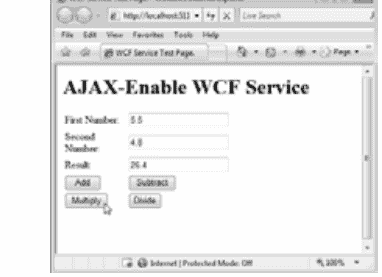 http://localhost:513
Live Search
File Edit View Favorites Tools Help
WCF Service Test Page.
Page
AJAX-Enable WCF Service
First Number:
5.5
Second
Number:
4.8
Result:
26.4
Add
Subtract
Multiply
Divide
Internet | Protected Mode: Off
100%